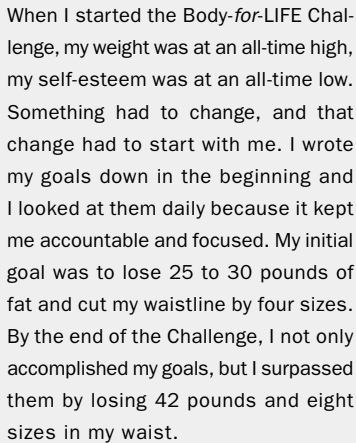 When I started the Body-for-LIFE Chal-
lenge, my weight was at an all-time high,
my self-esteem was at an all-time low.
Something had to change, and that
change had to start with me. I wrote
my goals down in the beginning and
I looked at them daily because it kept
me accountable and focused. My initial
goal was to lose 25 to 30 pounds of
fat and cut my waistline by four sizes.
By the end of the Challenge, I not only
accomplished my goals, but I surpassed
them by losing 42 pounds and eight
sizes in my waist.